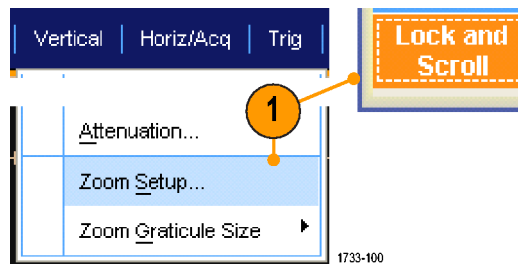 Vertical | Horiz/Acq | Trig |
Lock and
Scroll
1
Attenuation...
Zoom Setup...
Zoom Graticule Size
1733-100